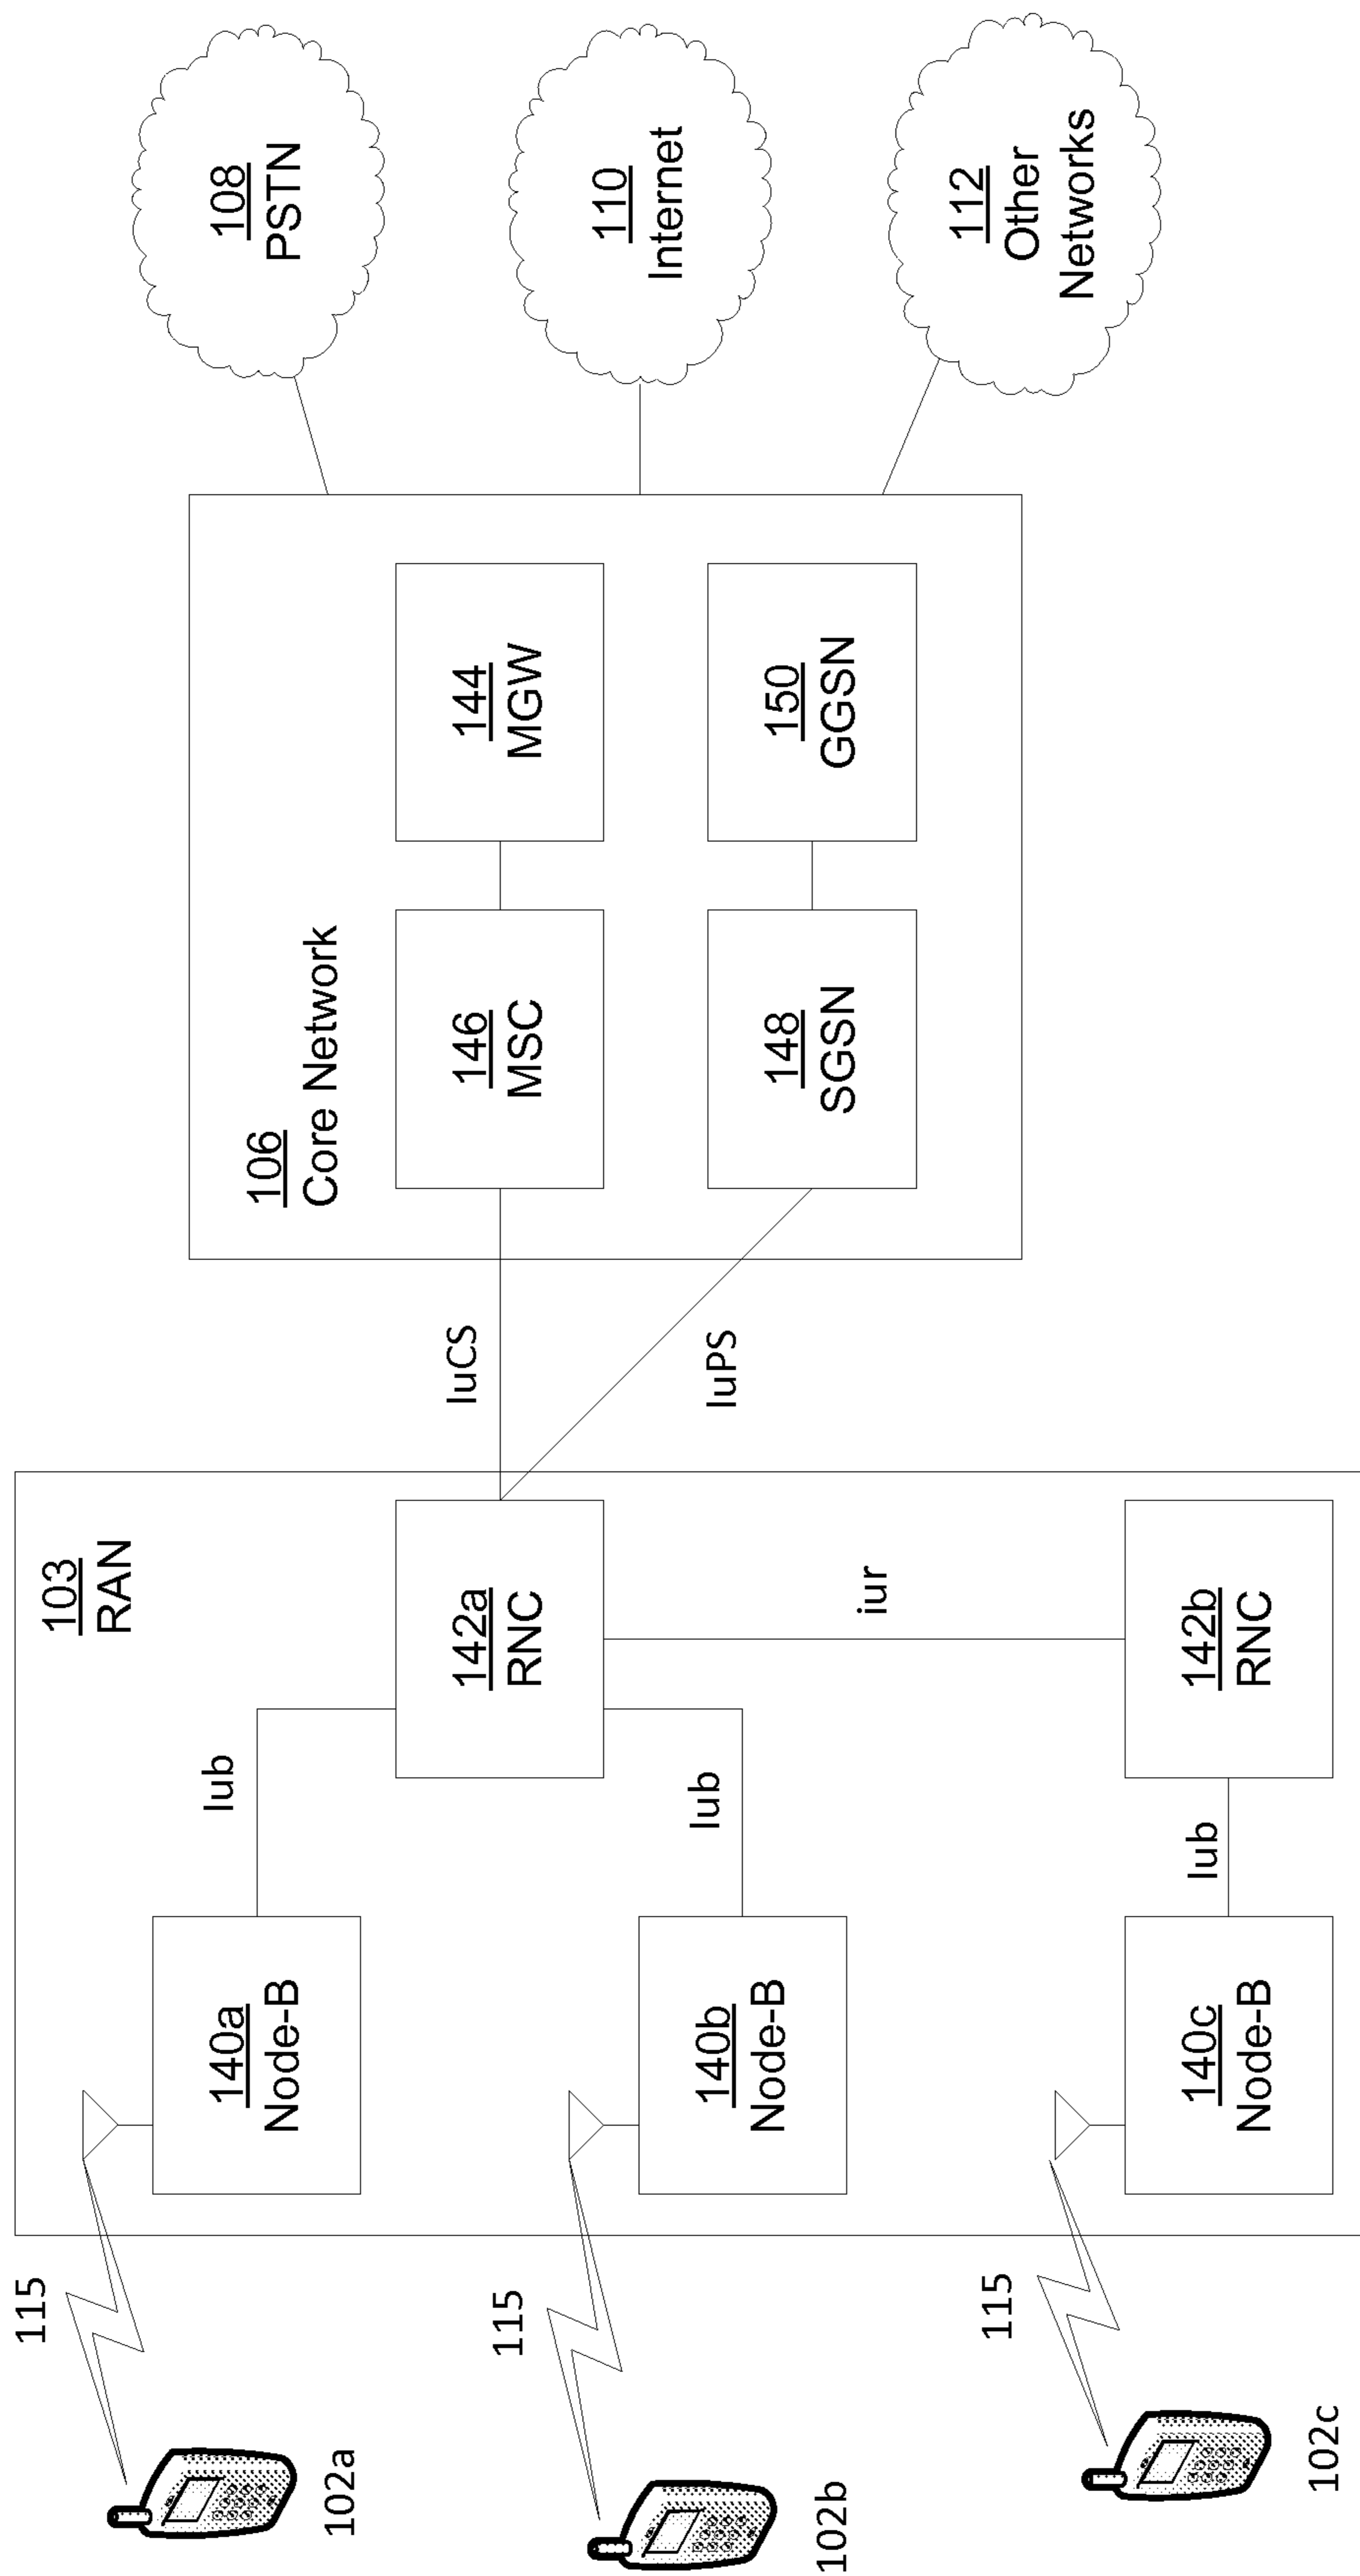 115
102a
115
102b
115
102c
103
RAN
140a
Node-B
Iub
140b
Node-B
Iub
142a
RNC
iur
140c
Node-B
Iub
142b
RNC
IuCS
IuPS
106
Core Network
146
MSC
144
MGW
148
SGSN
150
GGSN
108
PSTN
110
Internet
112
Other
Networks